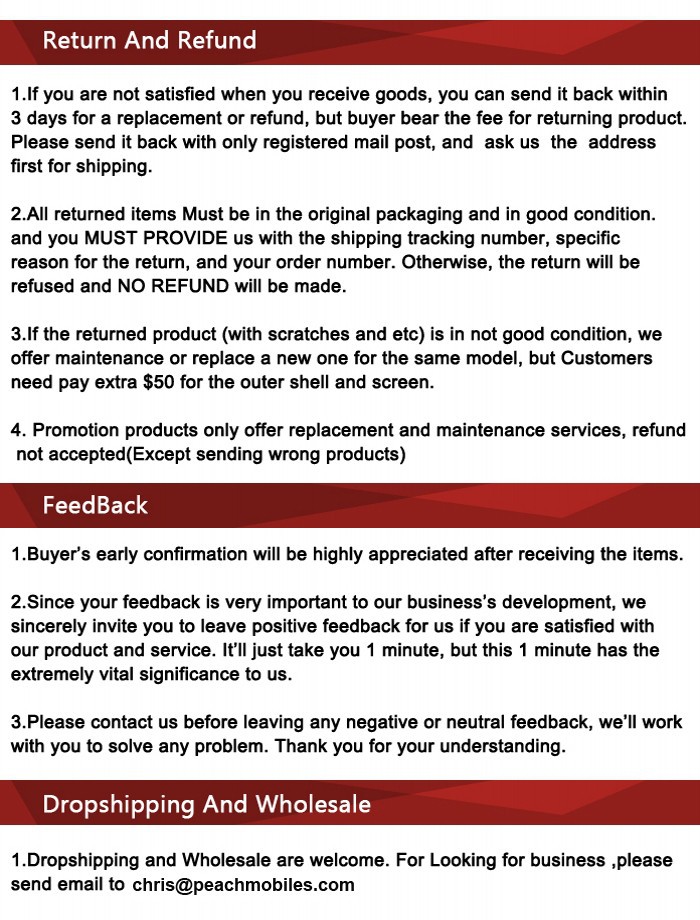 Return And Refund
1.If you are not satisfied when you receive goods, you can send it back within
3 days for a replacement or refund, but buyer bear the fee for returning product.
Please send it back with only registered mail post, and ask us the address
first for shipping.
2.All returned items Must be in the original packaging and in good condition.
and you MUST PROVIDE us with the shipping tracking number, specific
reason for the return, and your order number. Otherwise, the return will be
refused and NO REFUND will be made.
3.If the returned product (with scratches and etc) is in not good condition, we
offer maintenance or replace a new one for the same model, but Customers
need pay extra $50 for the outer shell and screen.
4. Promotion products only offer replacement and maintenance services, refund
not accepted(Except sending wrong products)
FeedBack
1.Buyer's early confirmation will be highly appreciated after receiving the items.
2.Since your feedback is very important to our business's development, we
sincerely invite you to leave positive feedback for us if you are satisfied with
our product and service. It'll just take you 1 minute, but this 1 minute has the
extremely vital significance to us.
3.Please contact us before leaving any negative or neutral feedback, we'll work
with you to solve any problem. Thank you for your understanding.
Dropshipping And Wholesale
1.Dropshipping and Wholesale are welcome. For Looking for business ,please
send email to chris@peachmobiles.com